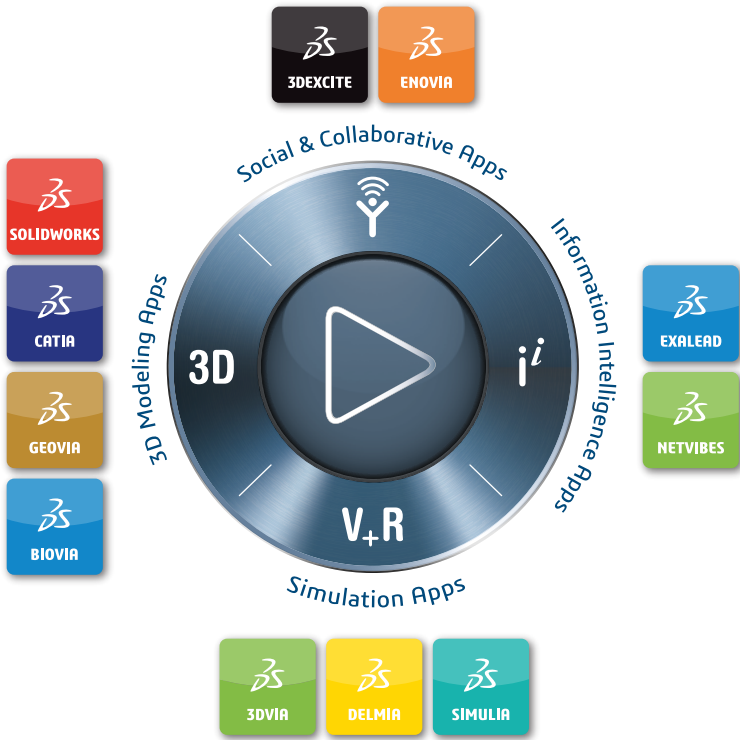 3DEXCITE
ENOVIA
Social & Collaborative Apps
SOLIDWORKS
CATIA
GEOVIA
BIOVIA
3D Modeling Apps
3D
Information Intelligence Apps
i i
EXALEAD
NETVIBES
V+R
Simulation Apps
3DVIA
DELMIA
SIMULIA